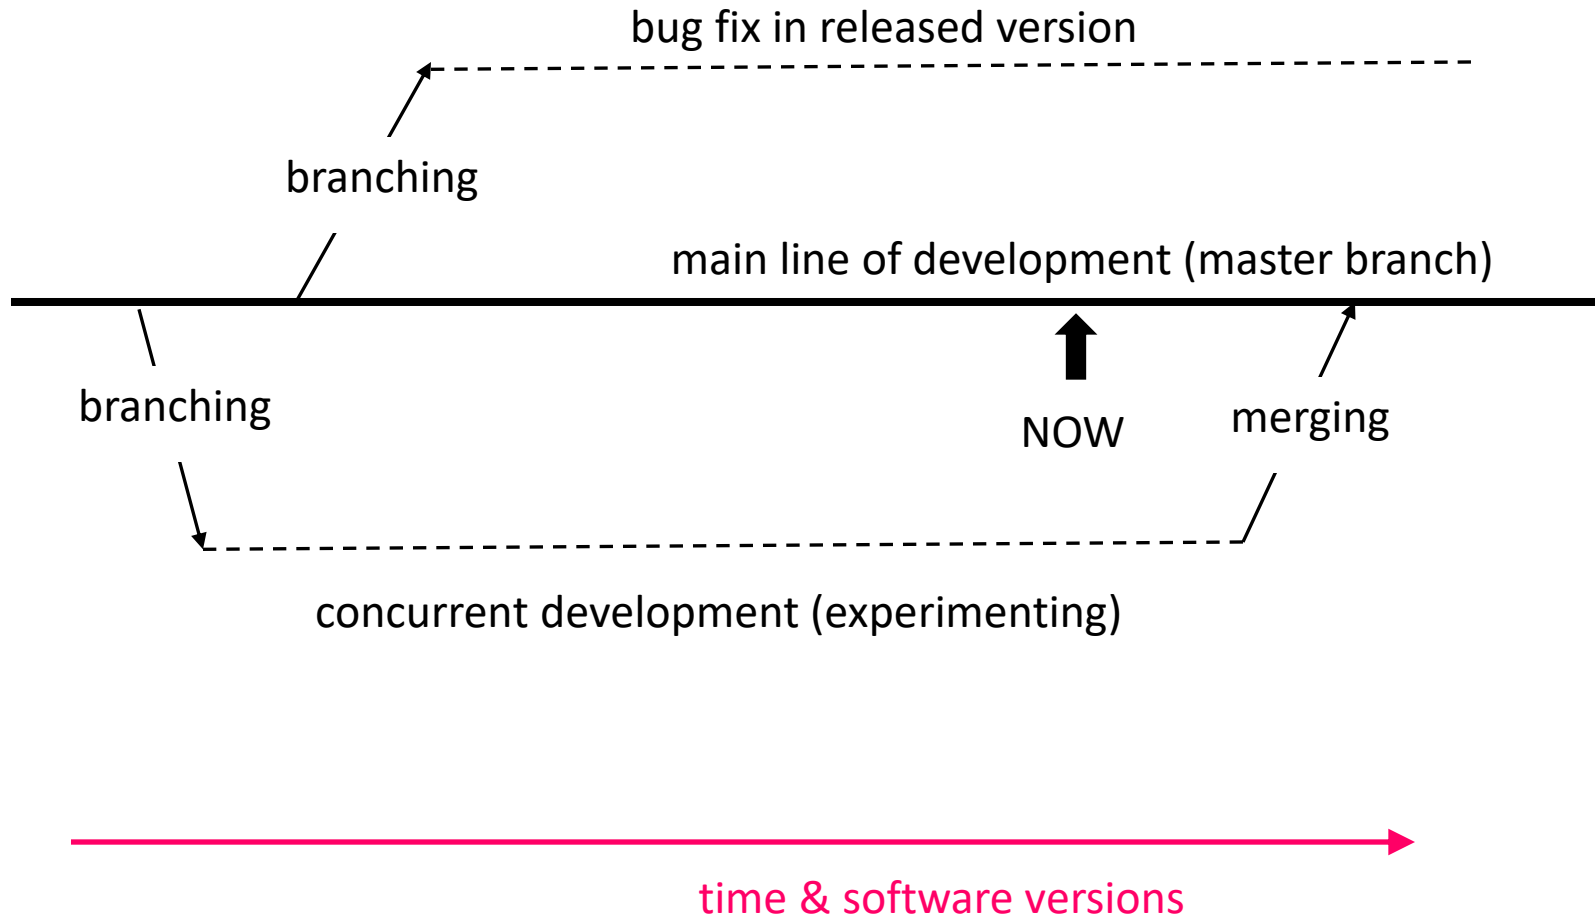 bug fix in released version
branching
main line of development (master branch)
branching
NOW
merging
concurrent development (experimenting)
time & software versions